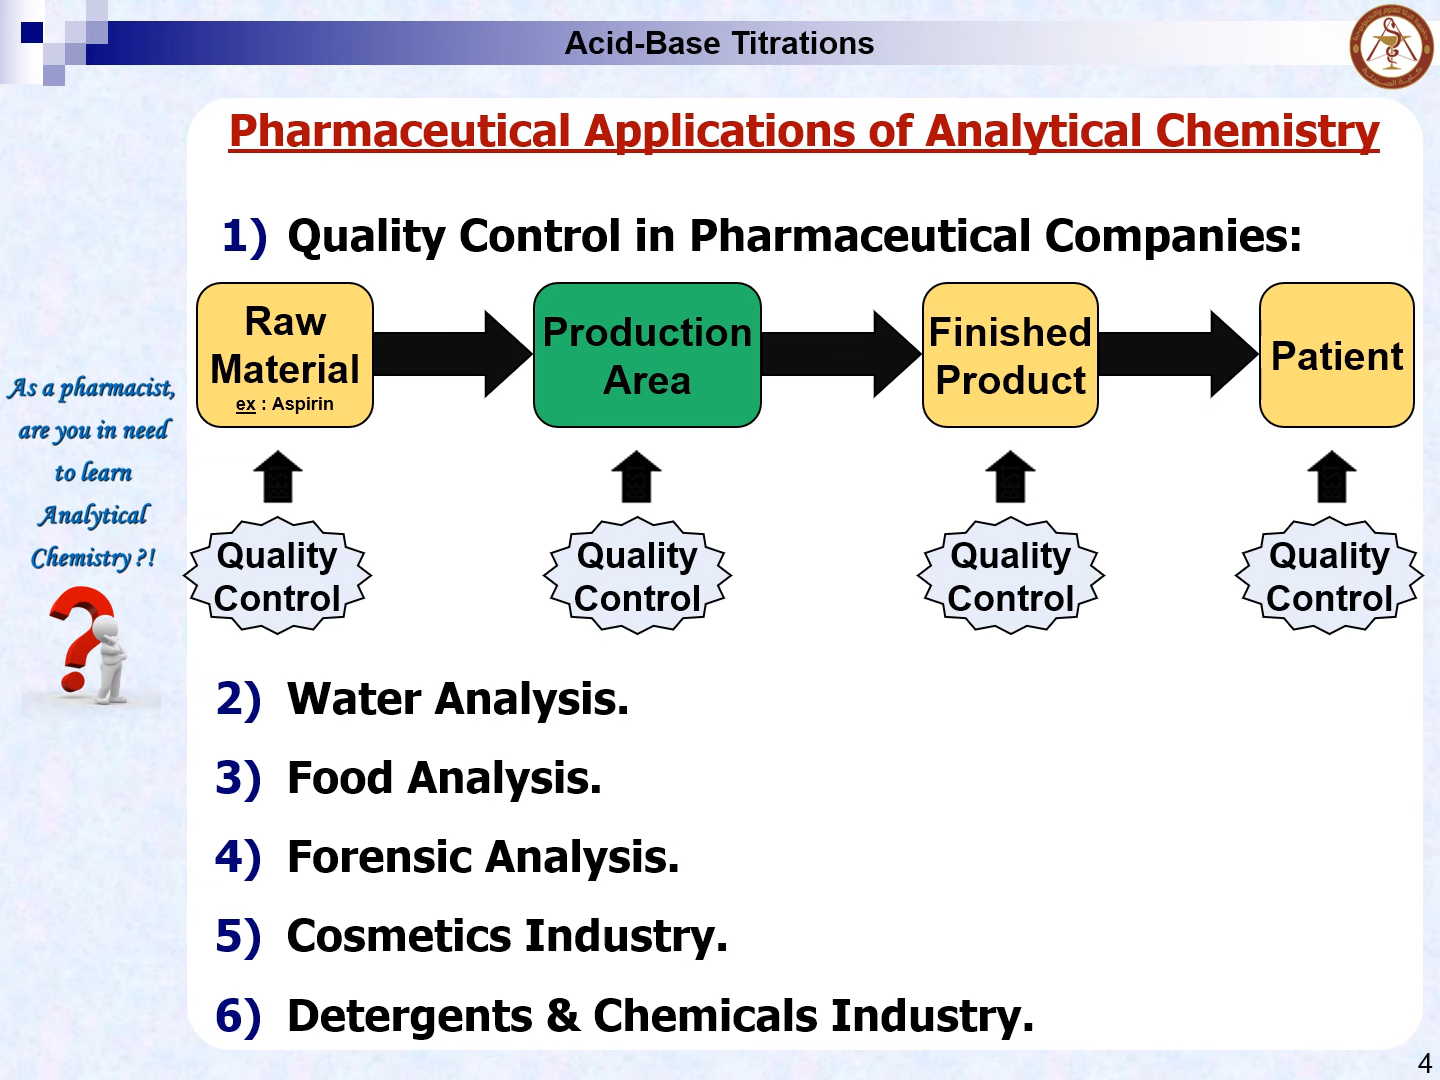 Acid-Base Titrations
Pharmaceutical Applications of Analytical Chemistry
1) Quality Control in Pharmaceutical Companies:
Raw
Material
ex : Aspirin
Production
Area
Finished
Product
Patient
As a pharmacist,
are you in need
to learn
Analytical
Chemistry ?!
Quality
Control
Quality
Control
Quality
Control
Quality
Control
2) Water Analysis.
3) Food Analysis.
4) Forensic Analysis.
5) Cosmetics Industry.
6) Detergents & Chemicals Industry.
4